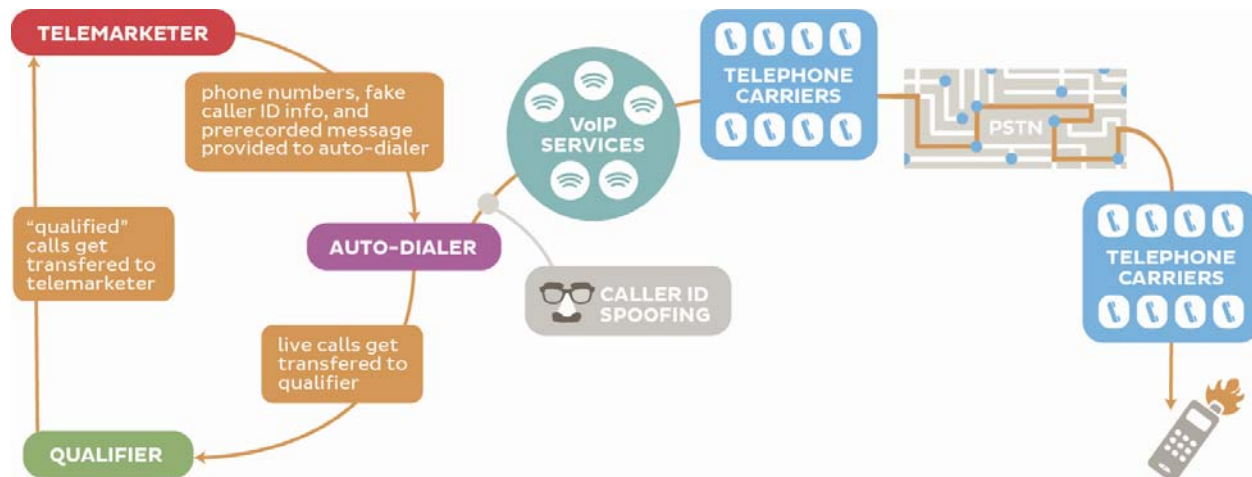 TELEMARKETER
phone numbers, fake
caller ID info, and
prerecorded message
provided to auto-dialer
AUTO-DIALER
live calls get
transfered to
qualifier
QUALIFIER
"qualified"
calls get
transfered to
telemarketer
CALLER ID
SPOOFING
VoIP
SERVICES
TELEPHONE
CARRIERS
PSTN
TELEPHONE
CARRIERS